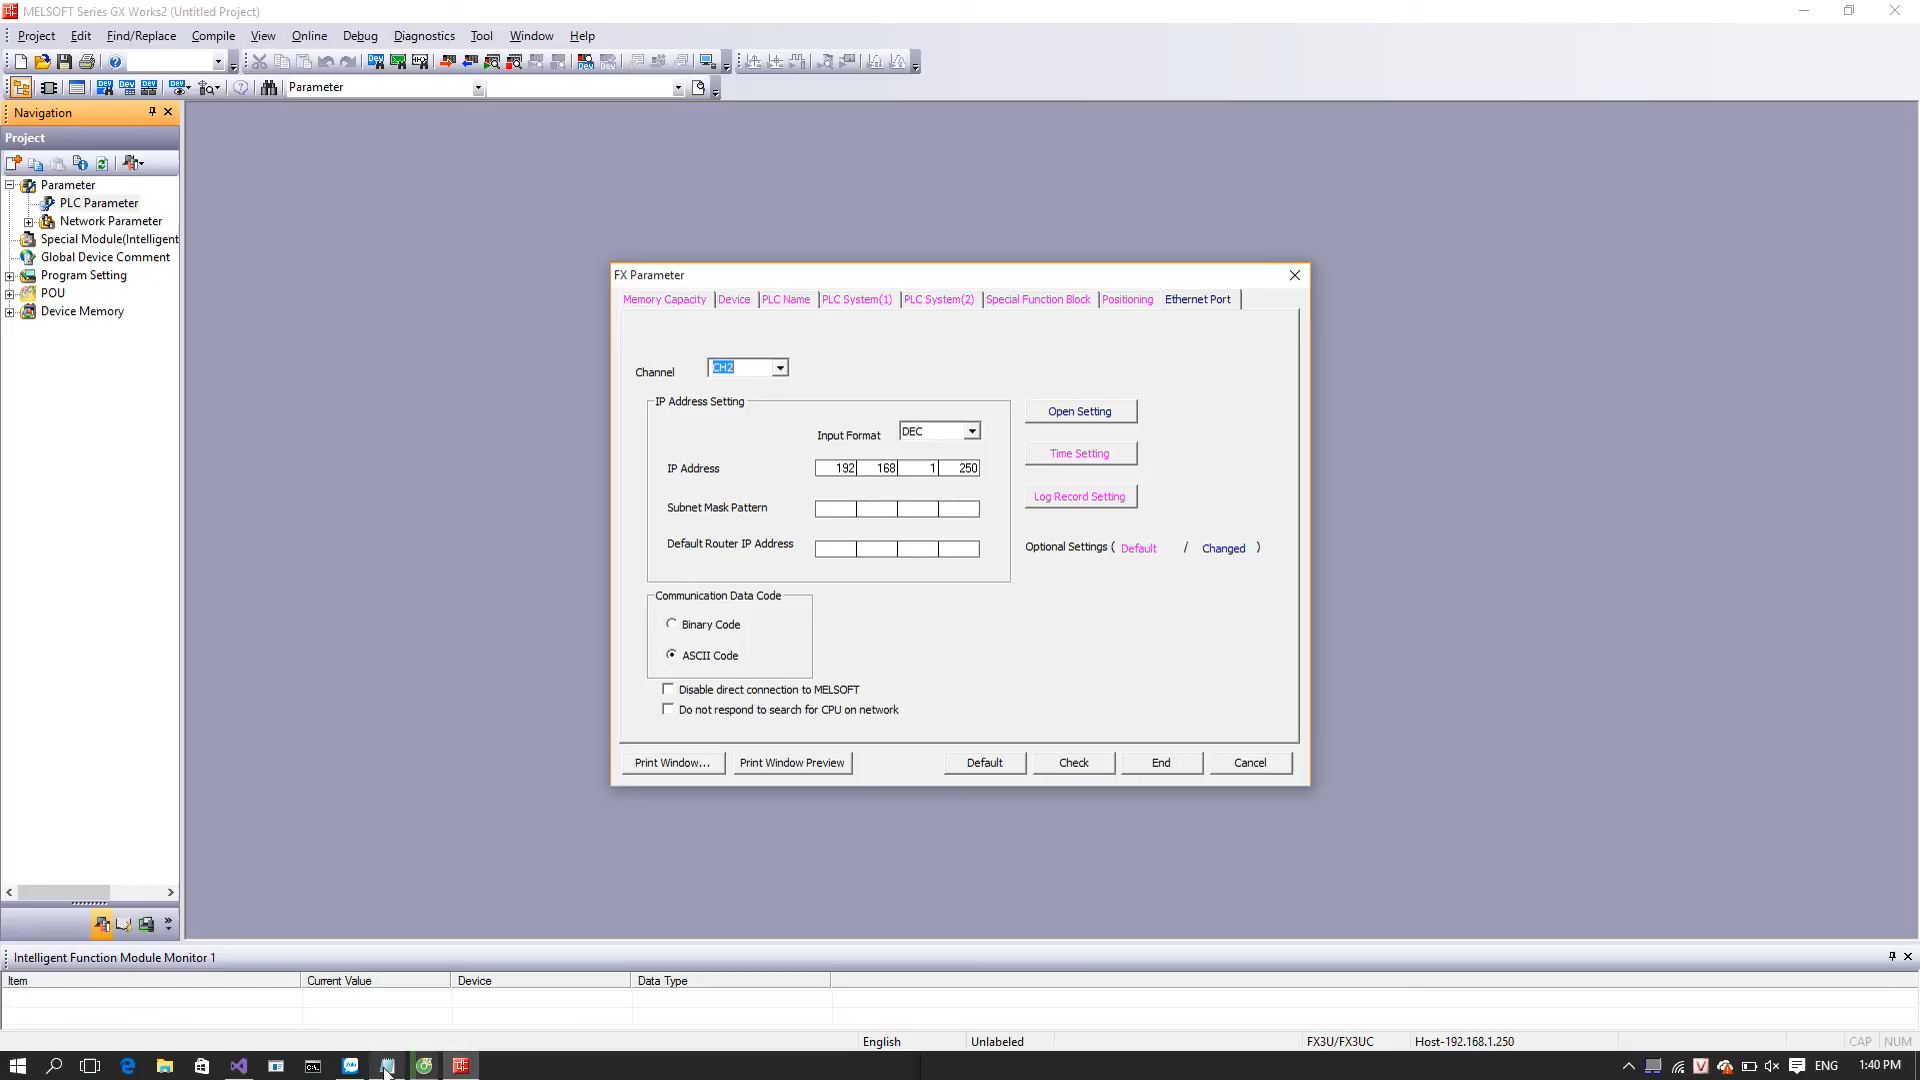 MELSOFT Series GX Works2 (Untitled Project)
Project Edit Find/Replace Compile View Online Debug Diagnostics Tool Window Help
Parameter
Navigation
Project
Parameter
PLC Parameter
Network Parameter
Special Module(Intelligent
Global Device Comment
Program Setting
POU
Device Memory
FX Parameter
Memory Capacity Device PLC Name PLC System(1) PLC System(2) Special Function Block Positioning Ethernet Port
Channel CH2
IP Address Setting
Input Format DEC
IP Address 192 168 1 250
Subnet Mask Pattern
Default Router IP Address
Open Setting
Time Setting
Log Record Setting
Optional Settings ( Default / Changed )
Communication Data Code
Binary Code
ASCII Code
Disable direct connection to MELSOFT
Do not respond to search for CPU on network
Print Window... Print Window Preview Default Check End Cancel
Intelligent Function Module Monitor 1
Item Current Value Device Data Type
English Unlabeled FX3U/FX3UC Host-192.168.1.250 CAP NUM
ENG 1:40 PM